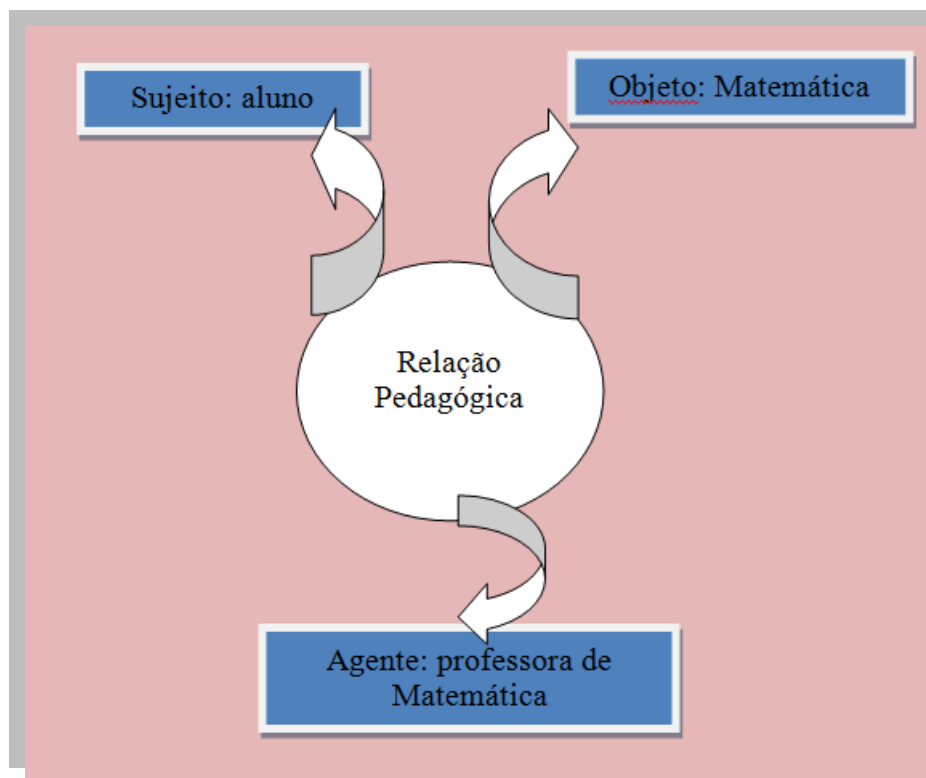 Sujeito: aluno
Objeto: Matemática
Relação
Pedagógica
Agente: professora de
Matemática